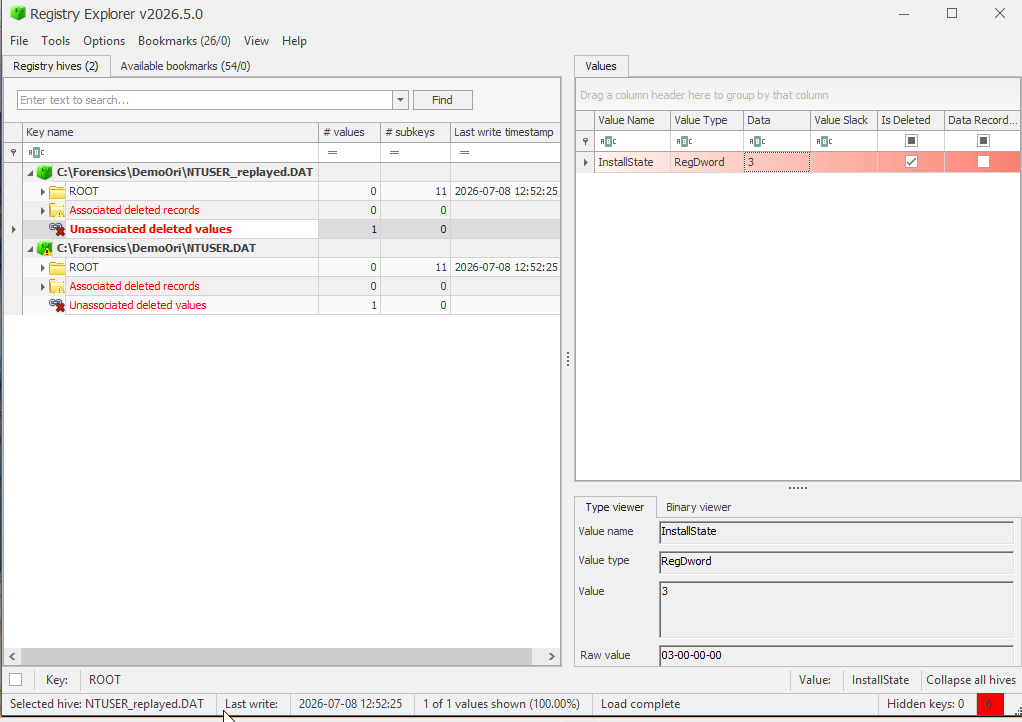 Registry Explorer v2026.5.0
File Tools Options Bookmarks (26/0) View Help
Registry hives (2) Available bookmarks (54/0)
Enter text to search... Find
Key name # values # subkeys Last write timestamp
= = =
C:\Forensics\DemoOri\NTUSER_replayed.DAT
ROOT 0 11 2026-07-08 12:52:25
Associated deleted records 0 0
Unassociated deleted values 1 0
C:\Forensics\DemoOri\NTUSER.DAT
ROOT 0 11 2026-07-08 12:52:25
Associated deleted records 0 0
Unassociated deleted values 1 0
Values
Drag a column header here to group by that column
Value Name Value Type Data Value Slack Is Deleted Data Record...
InstallState RegDword 3
Type viewer Binary viewer
Value name InstallState
Value type RegDword
Value 3
Raw value 03-00-00-00
Key: ROOT Value: InstallState Collapse all hives
Selected hive: NTUSER_replayed.DAT Last write: 2026-07-08 12:52:25 1 of 1 values shown (100.00%) Load complete Hidden keys: 0